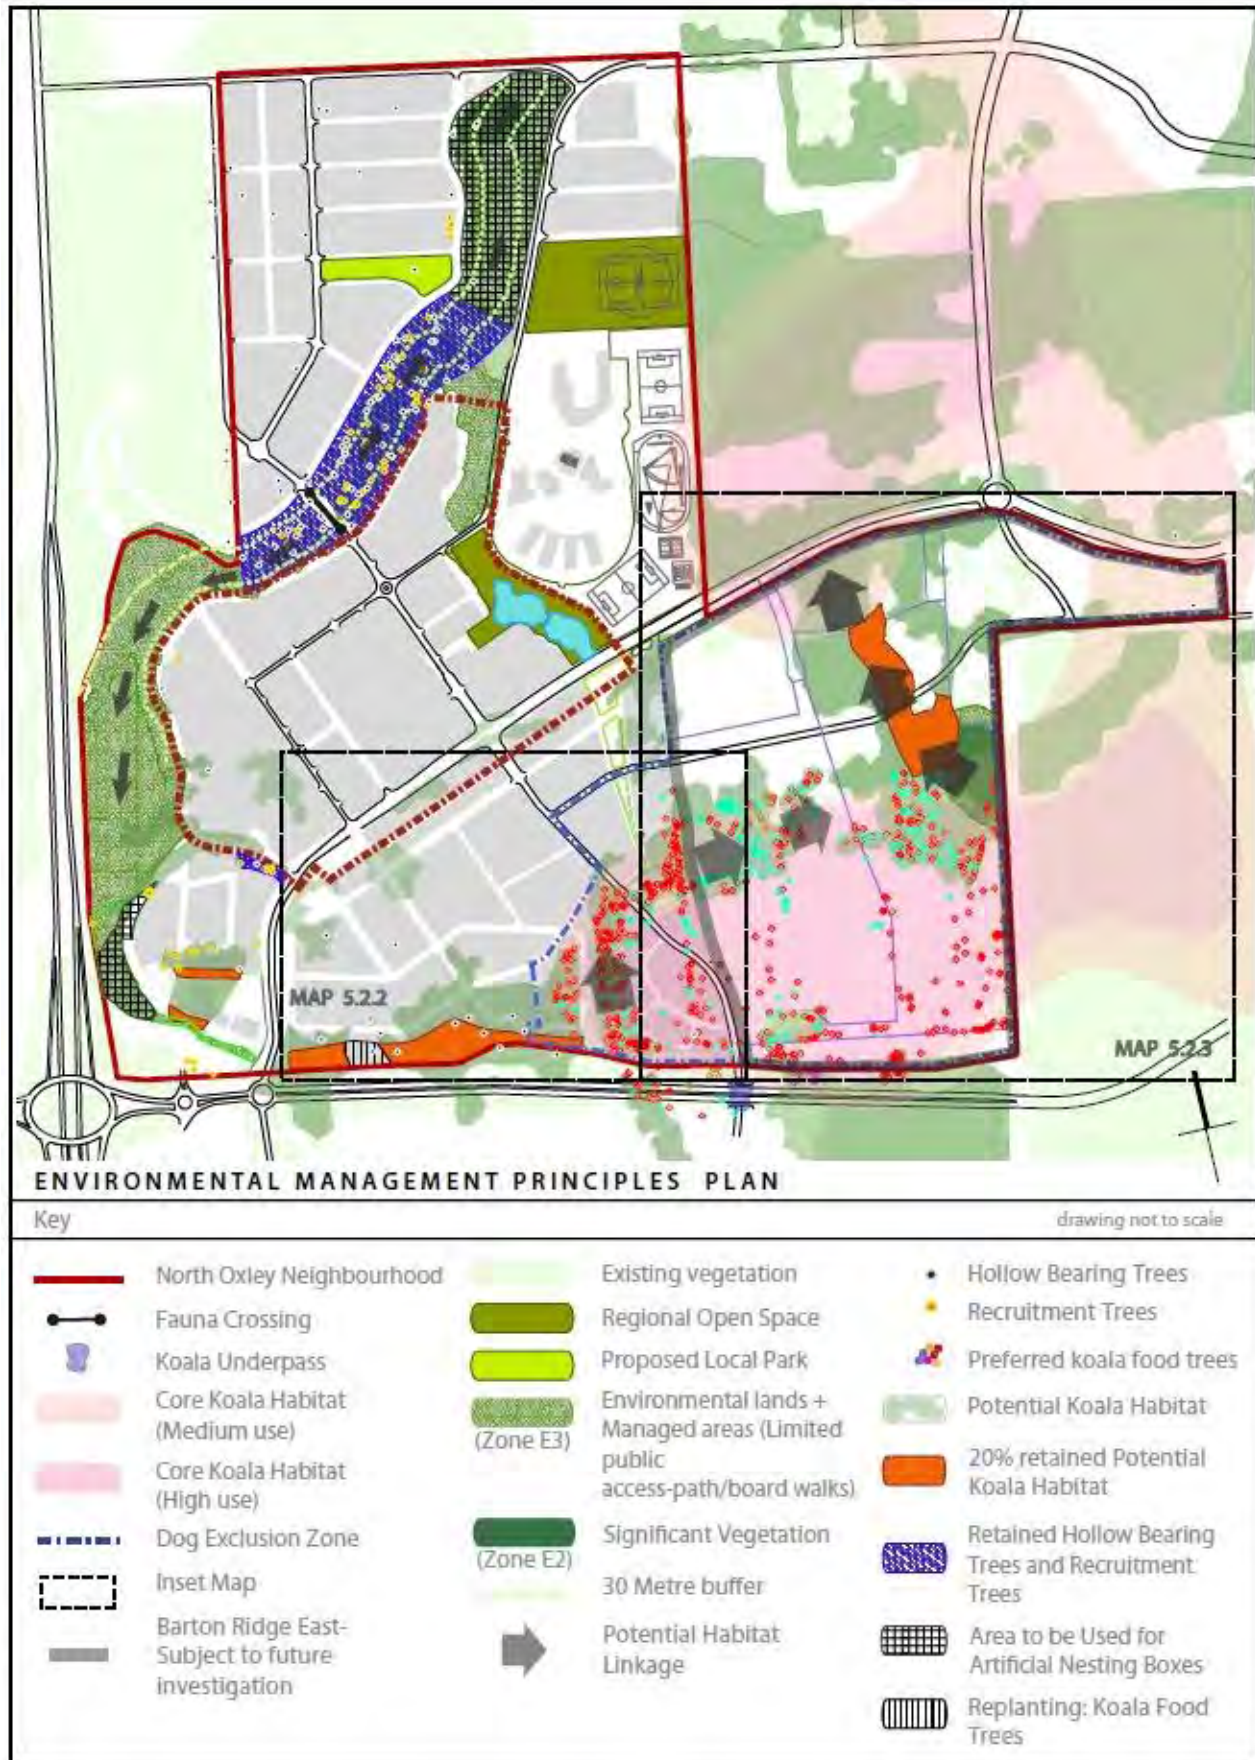 MAP 5.2.2
MAP 5.2.3
ENVIRONMENTAL MANAGEMENT PRINCIPLES PLAN
Key
drawing not to scale
North Oxley Neighbourhood
Fauna Crossing
Koala Underpass
Core Koala Habitat
(Medium use)
Core Koala Habitat
(High use)
Dog Exclusion Zone
Inset Map
Barton Ridge East-
Subject to future
investigation
Existing vegetation
Regional Open Space
Proposed Local Park
Environmental lands +
Managed areas (Limited
public
access-path/board walks)
(Zone E3)
Significant Vegetation
(Zone E2)
30 Metre buffer
Potential Habitat
Linkage
Hollow Bearing Trees
Recruitment Trees
Preferred koala food trees
Potential Koala Habitat
20% retained Potential
Koala Habitat
Retained Hollow Bearing
Trees and Recruitment
Trees
Area to be Used for
Artificial Nesting Boxes
Replanting: Koala Food
Trees